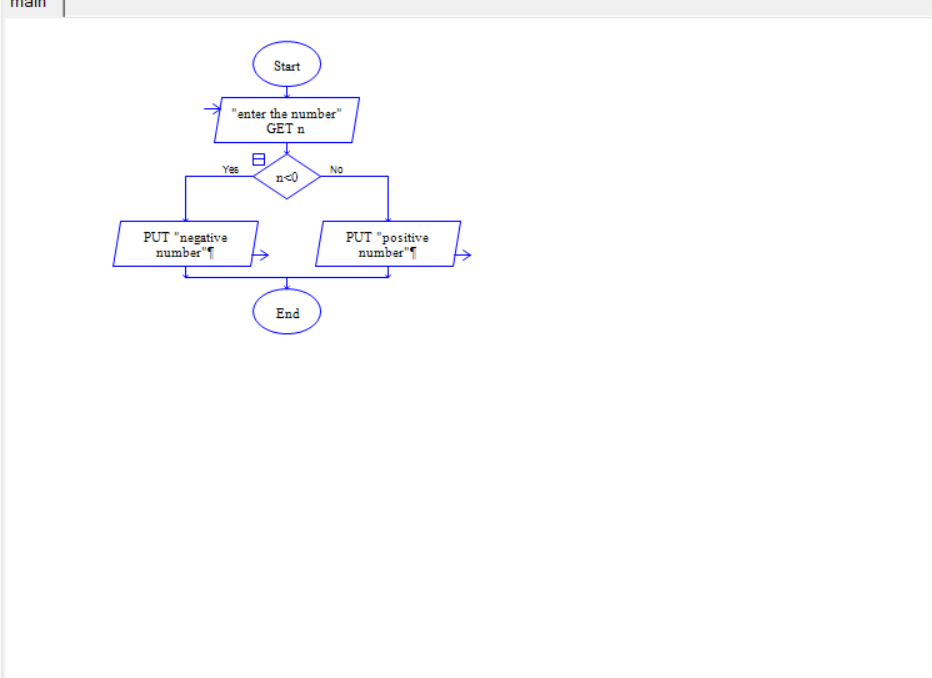 main
Start
"enter the number"
GET n
Yes
n<0
No
PUT "negative
number"¶
PUT "positive
number"¶
End